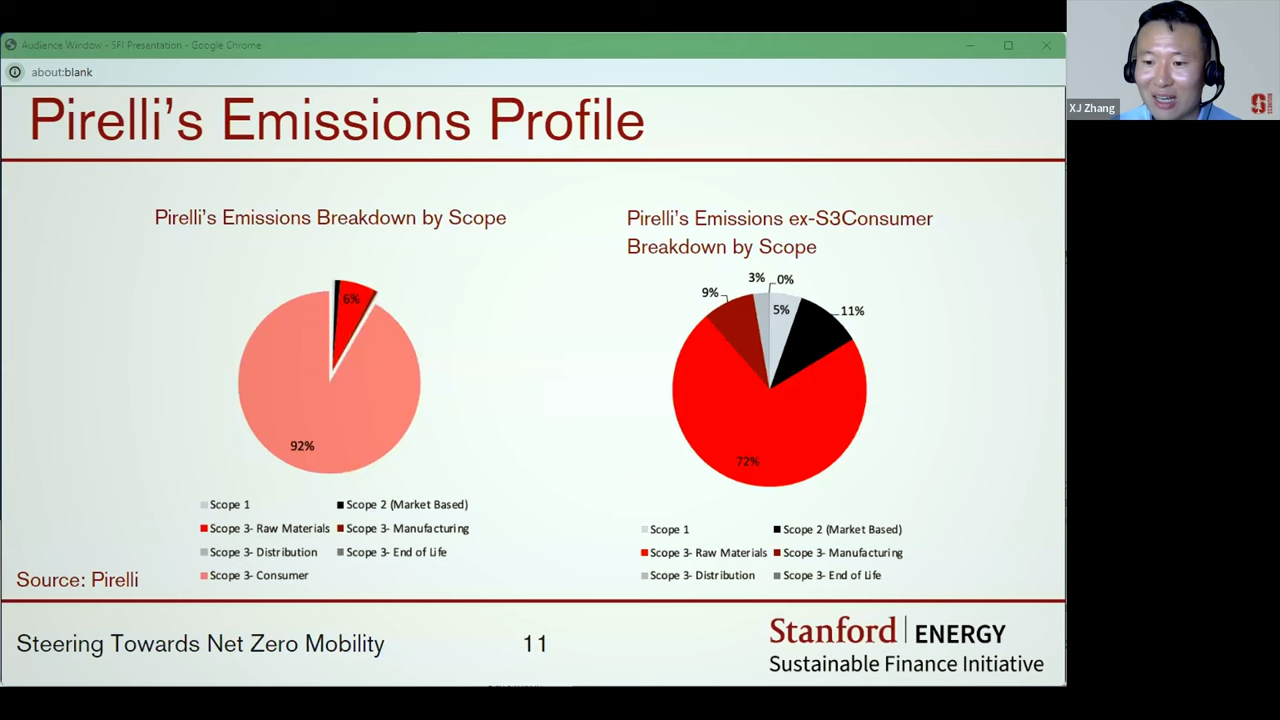 Audience Window - SFI Presentation - Google Chrome
about:blank
XJ Zhang
Pirelli's Emissions Profile
Pirelli's Emissions Breakdown by Scope
6%
92%
Scope 1
Scope 2 (Market Based)
Scope 3- Raw Materials
Scope 3- Manufacturing
Scope 3- Distribution
Scope 3- End of Life
Scope 3- Consumer
Pirelli's Emissions ex-S3Consumer
Breakdown by Scope
3%
0%
9%
5%
11%
72%
Scope 1
Scope 2 (Market Based)
Scope 3- Raw Materials
Scope 3- Manufacturing
Scope 3- Distribution
Scope 3- End of Life
Source: Pirelli
Steering Towards Net Zero Mobility
11
Stanford | ENERGY
Sustainable Finance Initiative